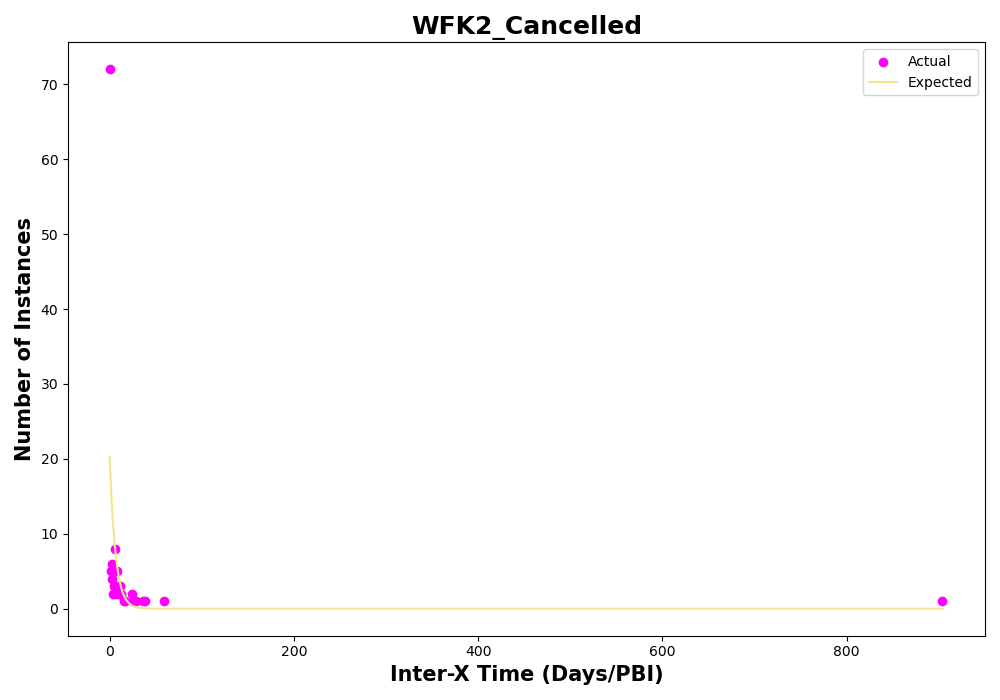 WFK2_Cancelled
Actual
Expected
Number of Instances
70
60
50
40
30
20
10
0
0 200 400 600 800
Inter-X Time (Days/PBI)